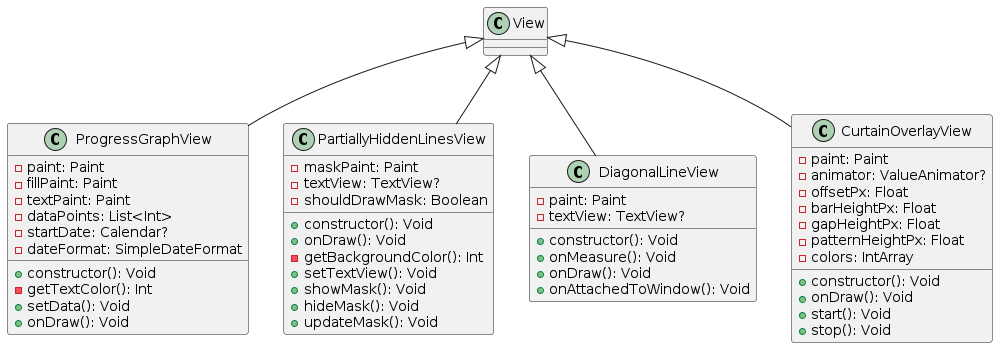 C View
C ProgressGraphView
paint: Paint
fillPaint: Paint
textPaint: Paint
dataPoints: List<Int>
startDate: Calendar?
dateFormat: SimpleDateFormat
constructor(): Void
getTextColor(): Int
setData(): Void
onDraw(): Void
C PartiallyHiddenLinesView
maskPaint: Paint
textView: TextView?
shouldDrawMask: Boolean
constructor(): Void
onDraw(): Void
getBackgroundColor(): Int
setTextView(): Void
showMask(): Void
hideMask(): Void
updateMask(): Void
C DiagonalLineView
paint: Paint
textView: TextView?
constructor(): Void
onMeasure(): Void
onDraw(): Void
onAttachedToWindow(): Void
C CurtainOverlayView
paint: Paint
animator: ValueAnimator?
offsetPx: Float
barHeightPx: Float
gapHeightPx: Float
patternHeightPx: Float
colors: IntArray
constructor(): Void
onDraw(): Void
start(): Void
stop(): Void